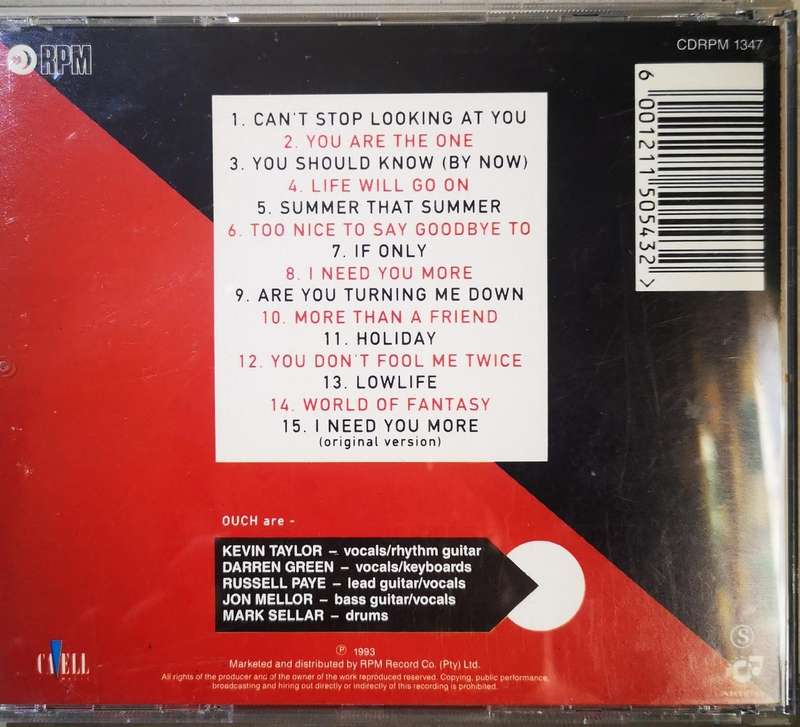 RPM
CDRPM 1347
6 001211 505432 >
1. CAN'T STOP LOOKING AT YOU
2. YOU ARE THE ONE
3. YOU SHOULD KNOW (BY NOW)
4. LIFE WILL GO ON
5. SUMMER THAT SUMMER
6. TOO NICE TO SAY GOODBYE TO
7. IF ONLY
8. I NEED YOU MORE
9. ARE YOU TURNING ME DOWN
10. MORE THAN A FRIEND
11. HOLIDAY
12. YOU DON'T FOOL ME TWICE
13. LOWLIFE
14. WORLD OF FANTASY
15. I NEED YOU MORE
(original version)
OUCH are -
KEVIN TAYLOR – vocals/rhythm guitar
DARREN GREEN – vocals/keyboards
RUSSELL PAYE – lead guitar/vocals
JON MELLOR – bass guitar/vocals
MARK SELLAR – drums
℗ 1993
Marketed and distributed by RPM Record Co. (Pty) Ltd.
All rights of the producer and of the owner of the work reproduced reserved. Copying, public performance,
broadcasting and hiring out directly or indirectly of this recording is prohibited.
CAVELL
MUSIC
S